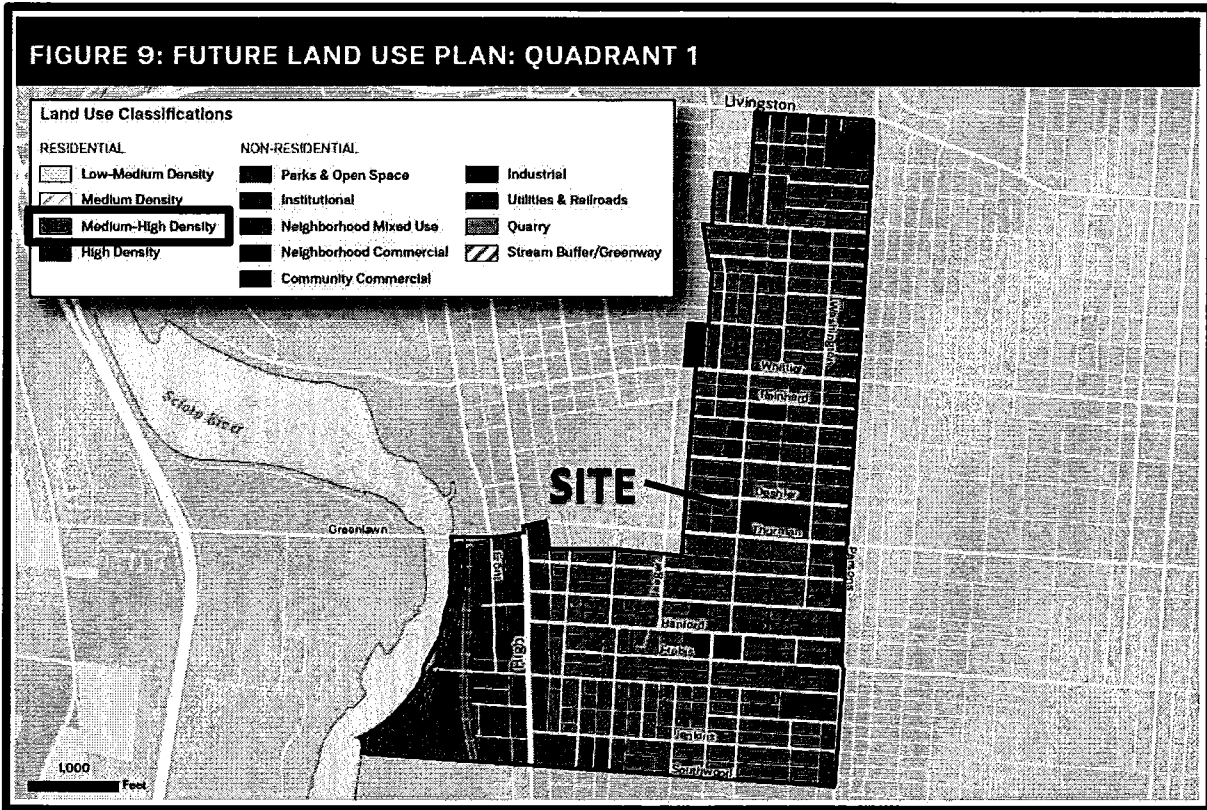 FIGURE 9: FUTURE LAND USE PLAN: QUADRANT 1
Land Use Classifications
RESIDENTIAL
Low-Medium Density
Medium Density
Medium-High Density
High Density
NON-RESIDENTIAL
Parks & Open Space
Institutional
Neighborhood Mixed Use
Neighborhood Commercial
Community Commercial
Industrial
Utilities & Railroads
Quarry
Stream Buffer/Greenway
Livingston
Washington
Whittier
Reinhard
Scioto River
SITE
Deshler
Thurman
Greenlawn
Front
Parsons
High
Hanford
Jenkins
Southwood
1,000
Feet